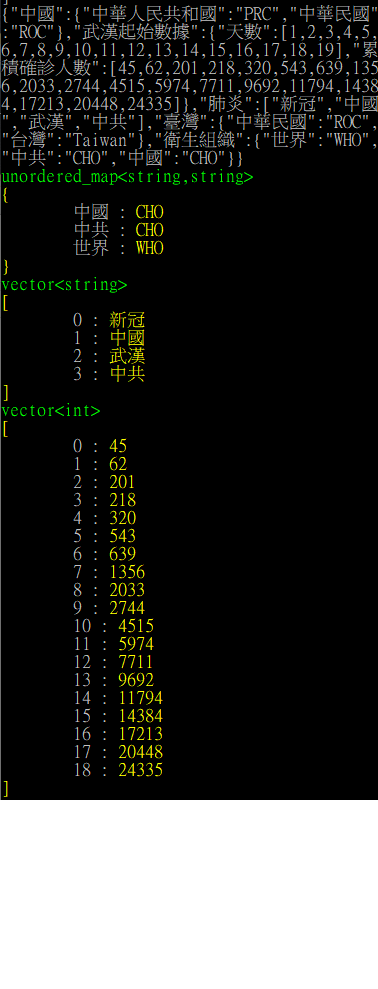 {"中國":{"中華人民共和國":"PRC","中華民國"
:"ROC"},"武漢起始數據":{"天數":[1,2,3,4,5,
6,7,8,9,10,11,12,13,14,15,16,17,18,19],"累
積確診人數":[45,62,201,218,320,543,639,135
6,2033,2744,4515,5974,7711,9692,11794,1438
4,17213,20448,24335]},"肺炎":["新冠","中國
","武漢","中共"],"臺灣":{"中華民國":"ROC",
"台灣":"Taiwan"},"衛生組織":{"世界":"WHO",
"中共":"CHO","中國":"CHO"}}
unordered_map<string,string>
{
中國 : CHO
中共 : CHO
世界 : WHO
}
vector<string>
[
0 : 新冠
1 : 中國
2 : 武漢
3 : 中共
]
vector<int>
[
0 : 45
1 : 62
2 : 201
3 : 218
4 : 320
5 : 543
6 : 639
7 : 1356
8 : 2033
9 : 2744
10 : 4515
11 : 5974
12 : 7711
13 : 9692
14 : 11794
15 : 14384
16 : 17213
17 : 20448
18 : 24335
]